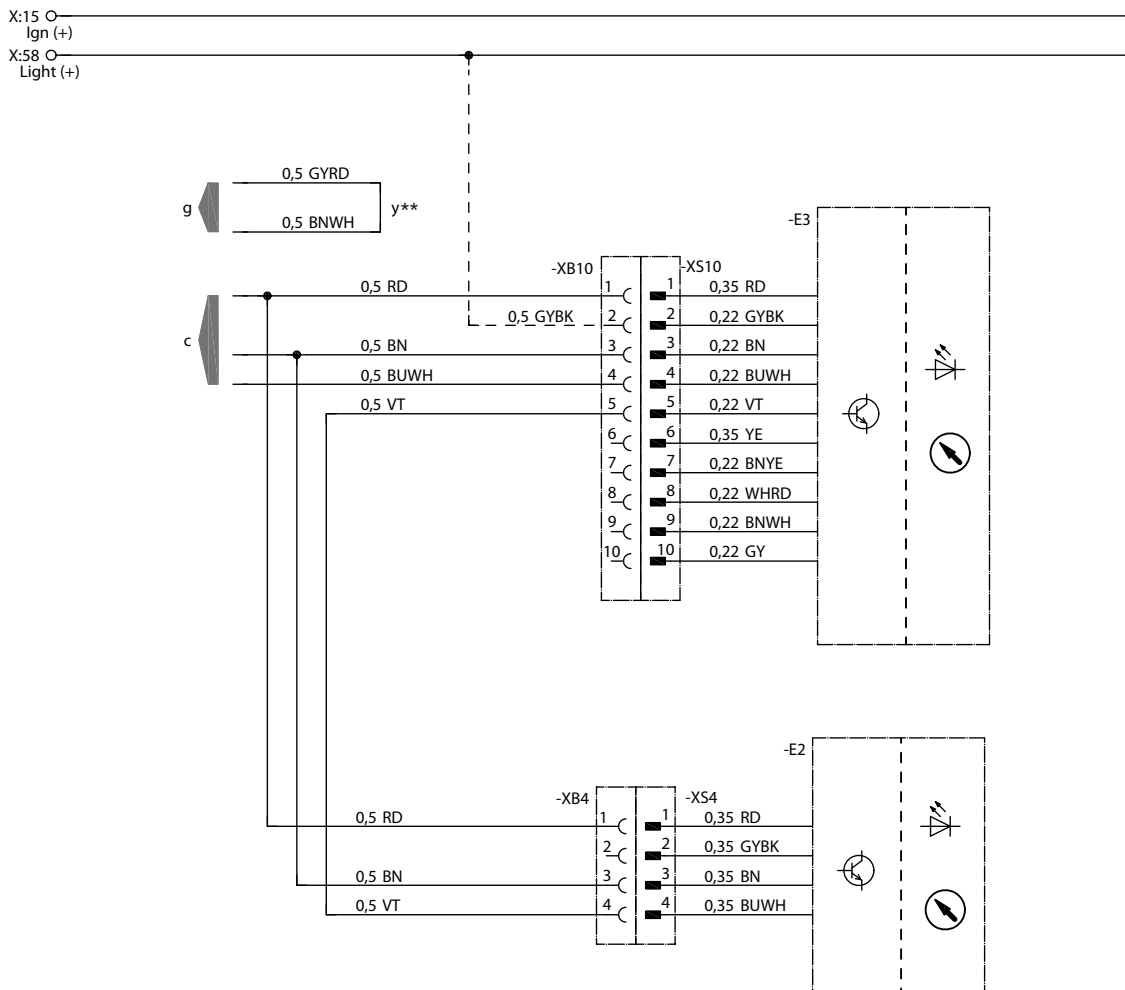 X:15
Ign (+)
X:58
Light (+)
0,5 GYRD
g
y**
0,5 BNWH
-E3
-XB10
-XS10
0,5 RD
1
1
0,35 RD
0,5 GYBK
2
2
0,22 GYBK
c
0,5 BN
3
3
0,22 BN
0,5 BUWH
4
4
0,22 BUWH
0,5 VT
5
5
0,22 VT
6
6
0,35 YE
7
7
0,22 BNYE
8
8
0,22 WHRD
9
9
0,22 BNWH
10
10
0,22 GY
-E2
-XB4
-XS4
0,5 RD
1
1
0,35 RD
2
2
0,35 GYBK
0,5 BN
3
3
0,35 BN
0,5 VT
4
4
0,35 BUWH